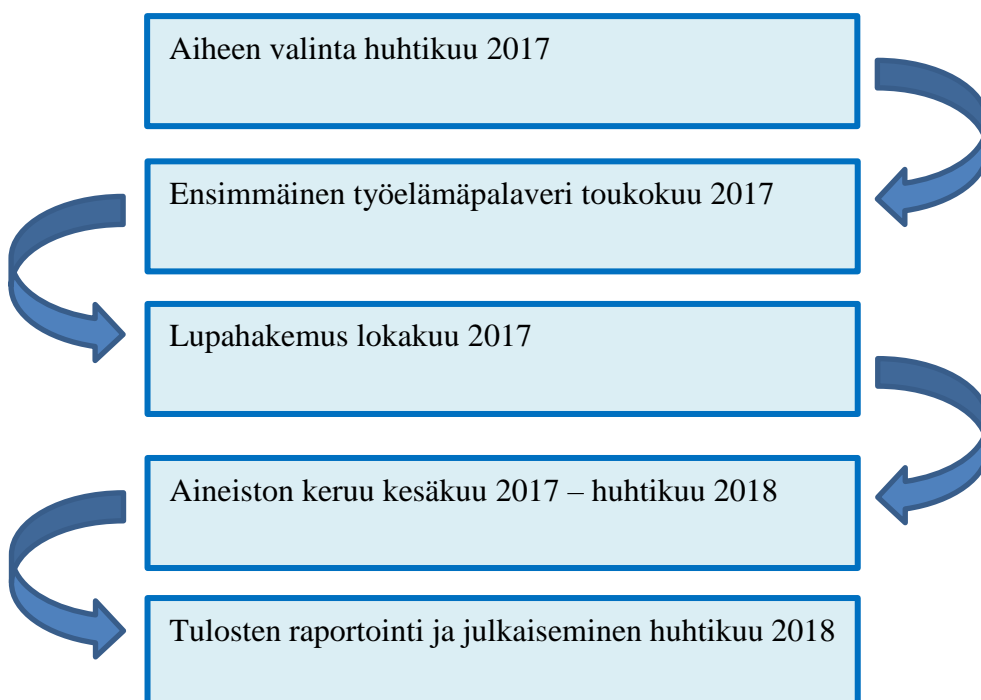 Aiheen valinta huhtikuu 2017
Ensimmäinen työelämäpalaveri toukokuu 2017
Lupahakemus lokakuu 2017
Aineiston keruu kesäkuu 2017 – huhtikuu 2018
Tulosten raportointi ja julkaiseminen huhtikuu 2018